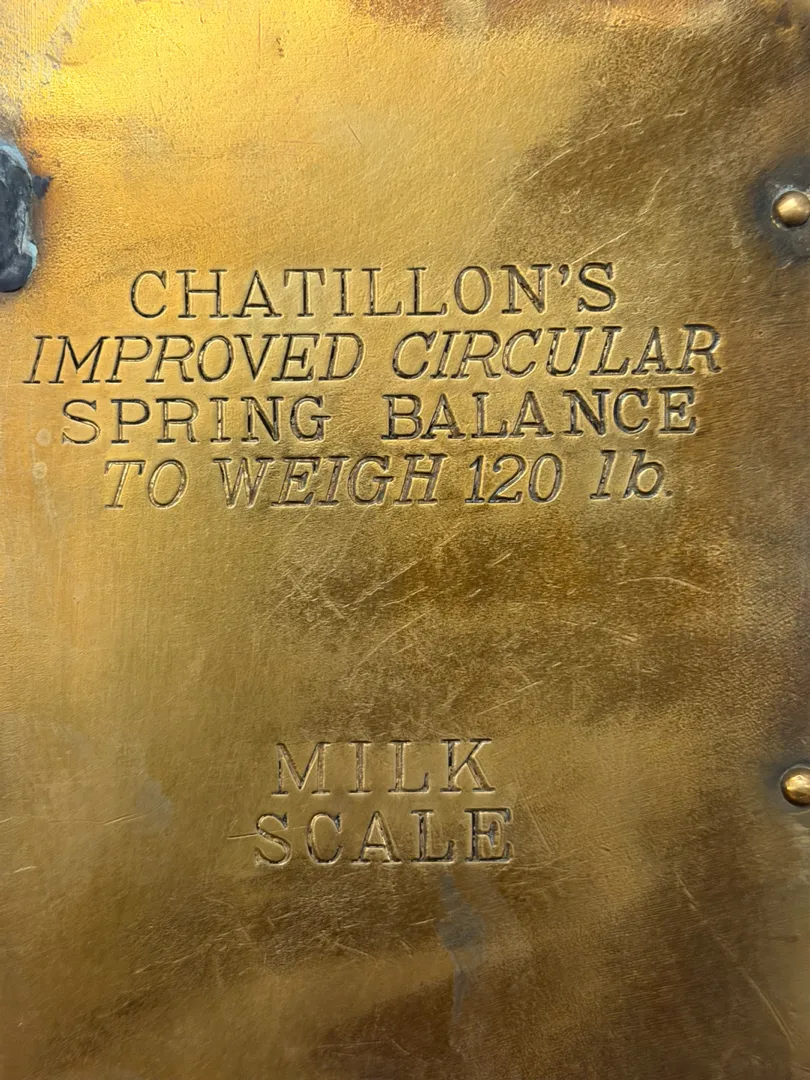 CHATILLON'S
IMPROVED CIRCULAR
SPRING BALANCE
TO WEIGH 120 lb.
MILK
SCALE